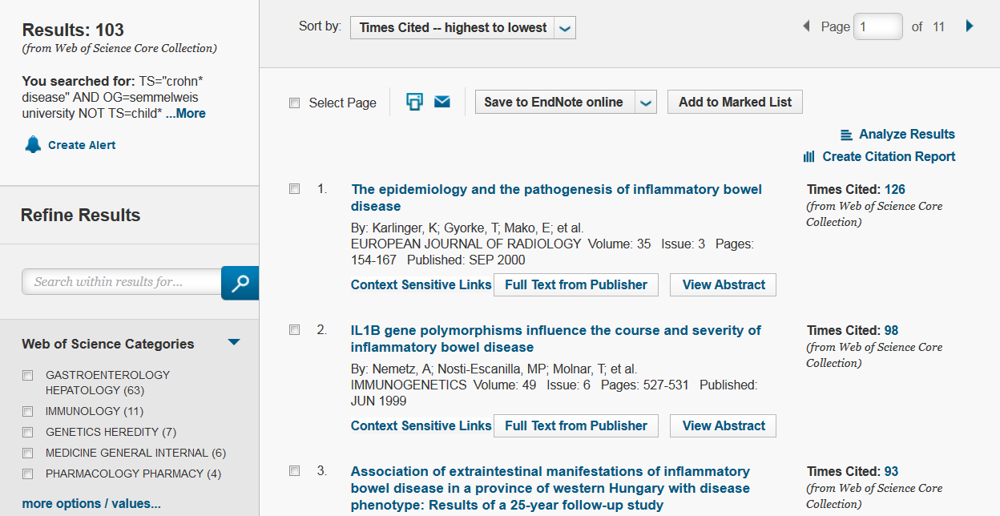 Results: 103
(from Web of Science Core Collection)
You searched for: TS="crohn*
disease" AND OG=semmelweis
university NOT TS=child* ...More
Create Alert
Refine Results
Search within results for...
Web of Science Categories
GASTROENTEROLOGY
HEPATOLOGY (63)
IMMUNOLOGY (11)
GENETICS HEREDITY (7)
MEDICINE GENERAL INTERNAL (6)
PHARMACOLOGY PHARMACY (4)
more options / values...
Sort by: Times Cited -- highest to lowest
Page 1 of 11
Select Page
Save to EndNote online
Add to Marked List
Analyze Results
Create Citation Report
1. The epidemiology and the pathogenesis of inflammatory bowel
disease
By: Karlinger, K; Gyorke, T; Mako, E; et al.
EUROPEAN JOURNAL OF RADIOLOGY Volume: 35 Issue: 3 Pages:
154-167 Published: SEP 2000
Context Sensitive Links Full Text from Publisher View Abstract
Times Cited: 126
(from Web of Science Core
Collection)
2. IL1B gene polymorphisms influence the course and severity of
inflammatory bowel disease
By: Nemetz, A; Nosti-Escanilla, MP; Molnar, T; et al.
IMMUNOGENETICS Volume: 49 Issue: 6 Pages: 527-531 Published:
JUN 1999
Context Sensitive Links Full Text from Publisher View Abstract
Times Cited: 98
(from Web of Science Core
Collection)
3. Association of extraintestinal manifestations of inflammatory
bowel disease in a province of western Hungary with disease
phenotype: Results of a 25-year follow-up study
Times Cited: 93
(from Web of Science Core
Collection)